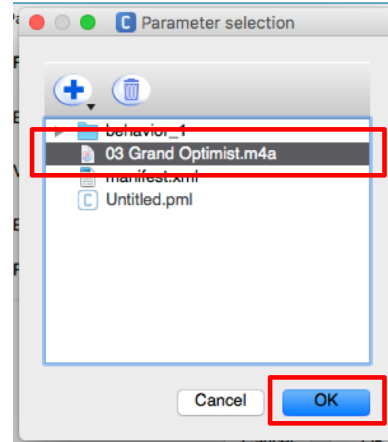 Parameter selection
behavior_1
03 Grand Optimist.m4a
manifest.xml
Untitled.pml
Cancel
OK